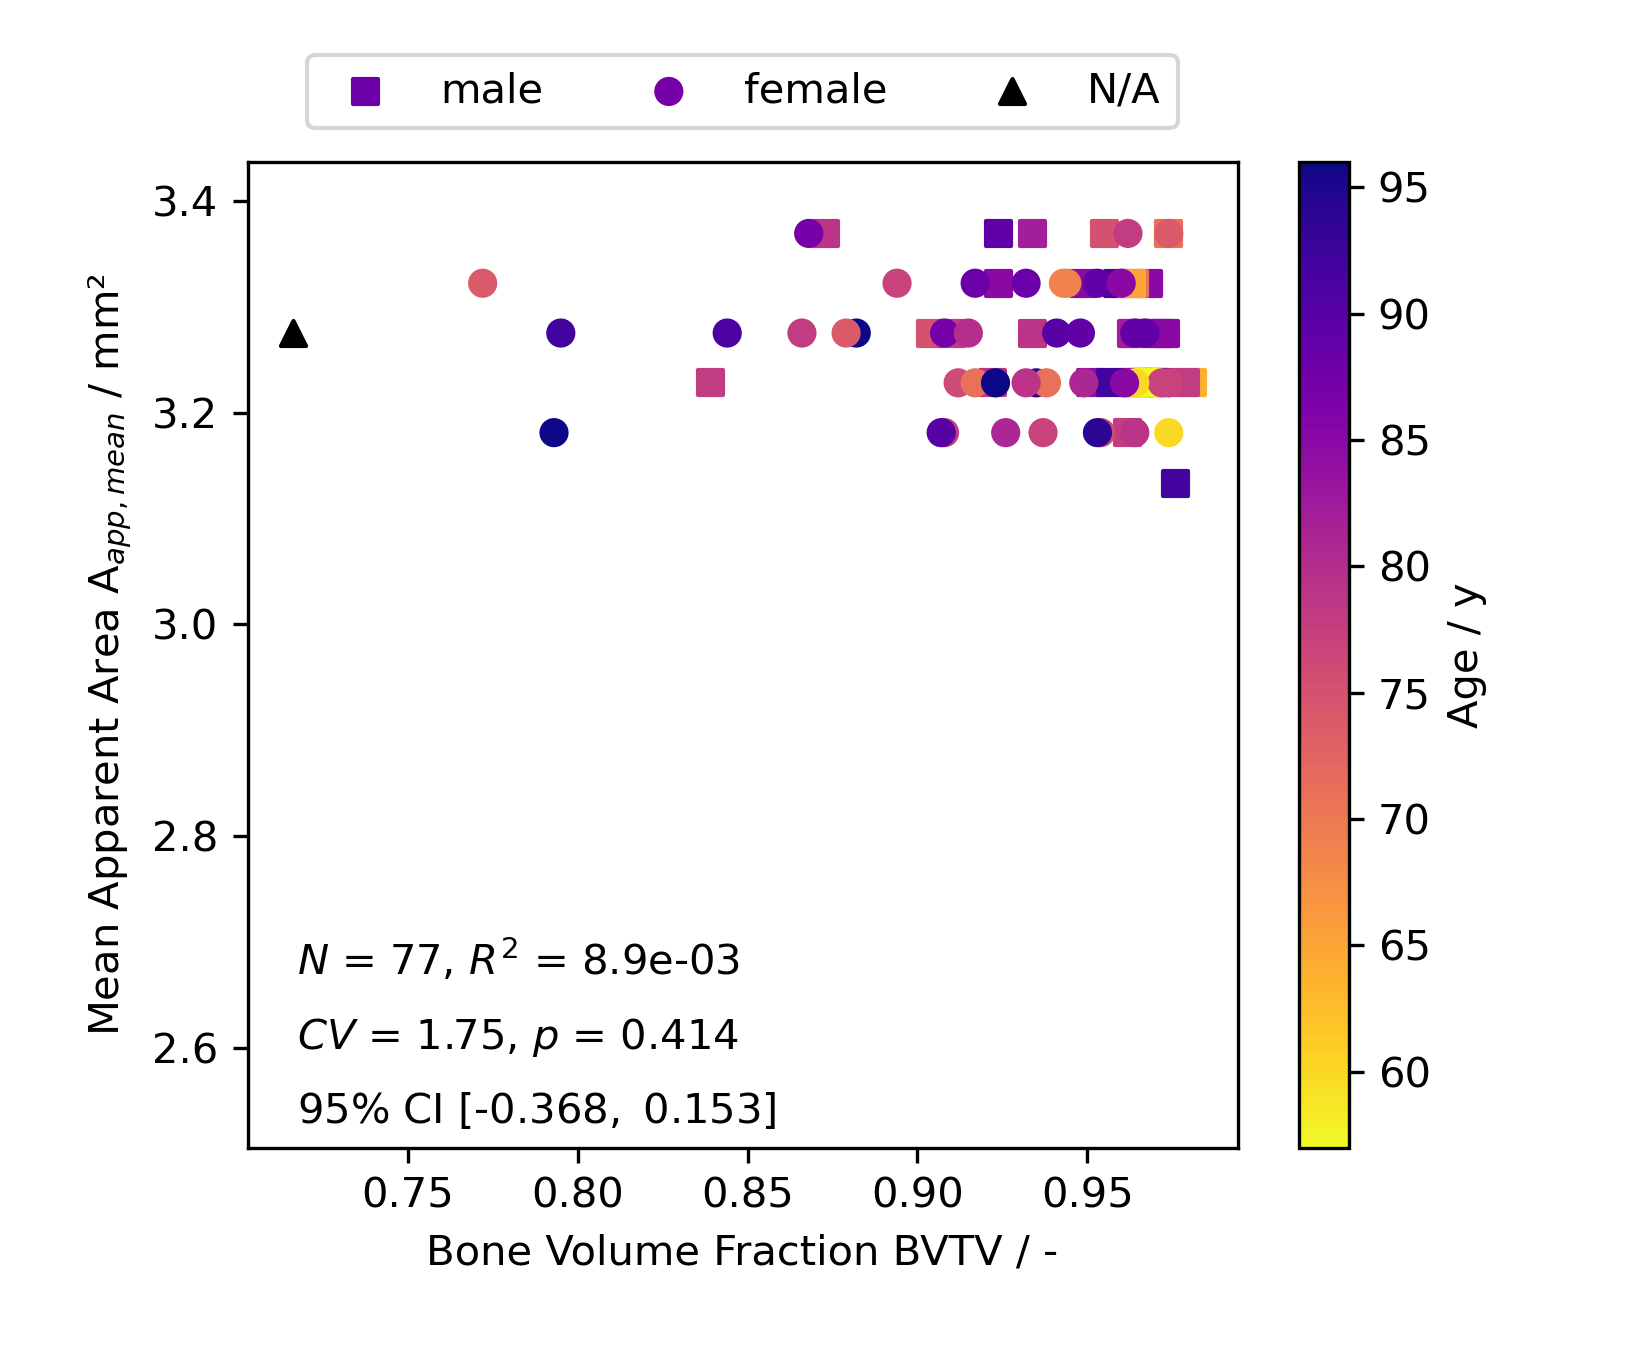 male female N/A
3.4
3.2
3.0
2.8
2.6
Mean Apparent Area A_{app, mean} / mm²
N = 77, R² = 8.9e-03
CV = 1.75, p = 0.414
95% CI [-0.368, 0.153]
0.75 0.80 0.85 0.90 0.95
Bone Volume Fraction BVTV / -
95
90
85
80
75
70
65
60
Age / y